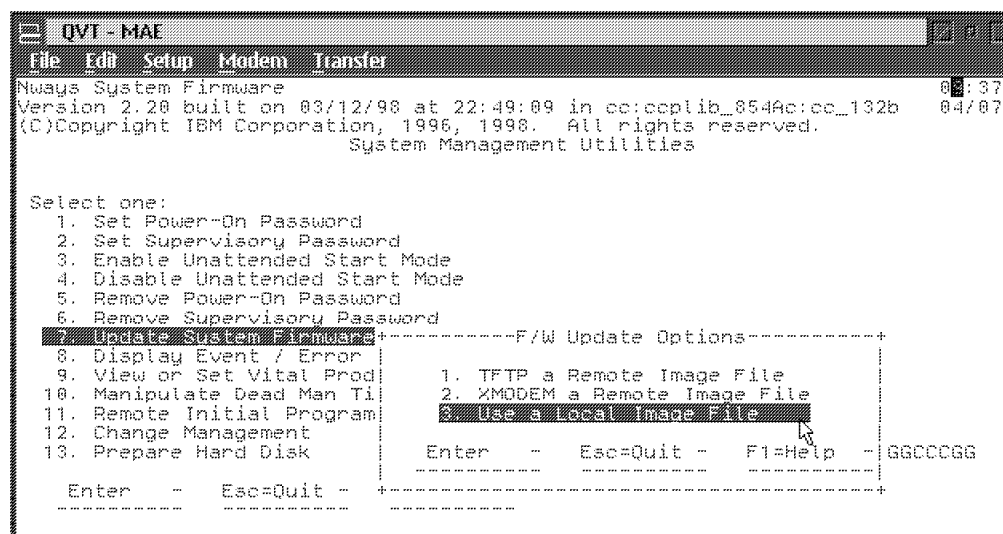 QVT - MAE
File Edit Setup Modem Transfer
Nways System Firmware :37
Version 2.20 built on 03/12/98 at 22:49:09 in cc:ccplib_854Ac:cc_132b 04/07
(C)Copyright IBM Corporation, 1996, 1998. All rights reserved.
System Management Utilities
Select one:
1. Set Power-On Password
2. Set Supervisory Password
3. Enable Unattended Start Mode
4. Disable Unattended Start Mode
5. Remove Power-On Password
6. Remove Supervisory Password
7. Update System Firmware
8. Display Event / Error
9. View or Set Vital Prod
10. Manipulate Dead Man Ti
11. Remote Initial Program
12. Change Management
13. Prepare Hard Disk
Enter - Esc=Quit -
F/W Update Options
1. TFTP a Remote Image File
2. XMODEM a Remote Image File
3. Use a Local Image File
Enter - Esc=Quit - F1=Help - GGCCCGG